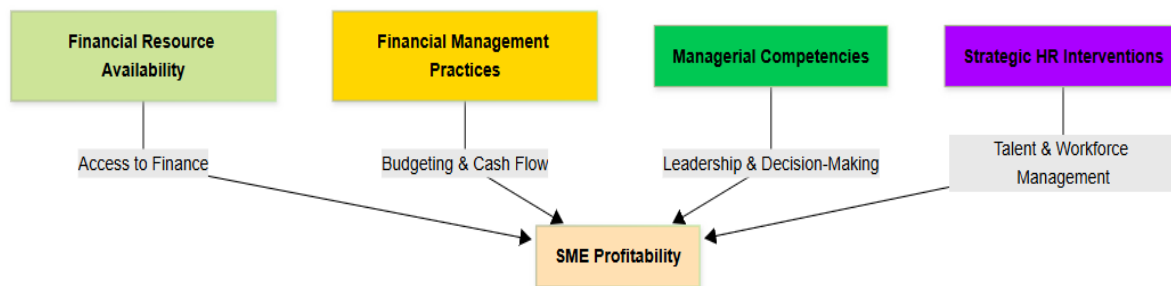 Financial Resource
Availability
Financial Management
Practices
Managerial Competencies
Strategic HR Interventions
Access to Finance
Budgeting & Cash Flow
Leadership & Decision-Making
Talent & Workforce
Management
SME Profitability